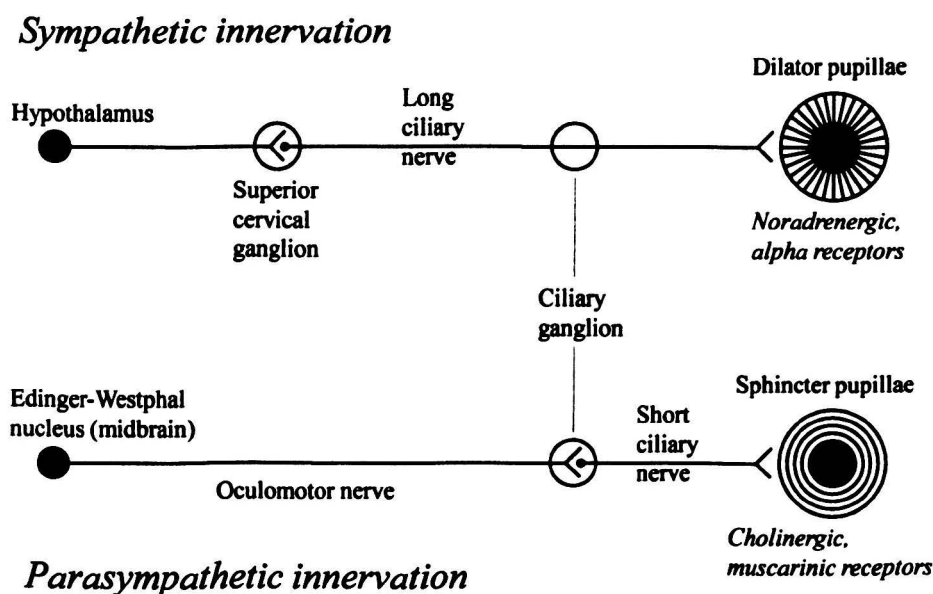 Sympathetic innervation
Dilator pupillae
Hypothalamus
Long
ciliary
nerve
Superior
cervical
ganglion
Noradrenergic,
alpha receptors
Ciliary
ganglion
Edinger-Westphal
nucleus (midbrain)
Sphincter pupillae
Short
ciliary
nerve
Oculomotor nerve
Cholinergic,
muscarinic receptors
Parasympathetic innervation